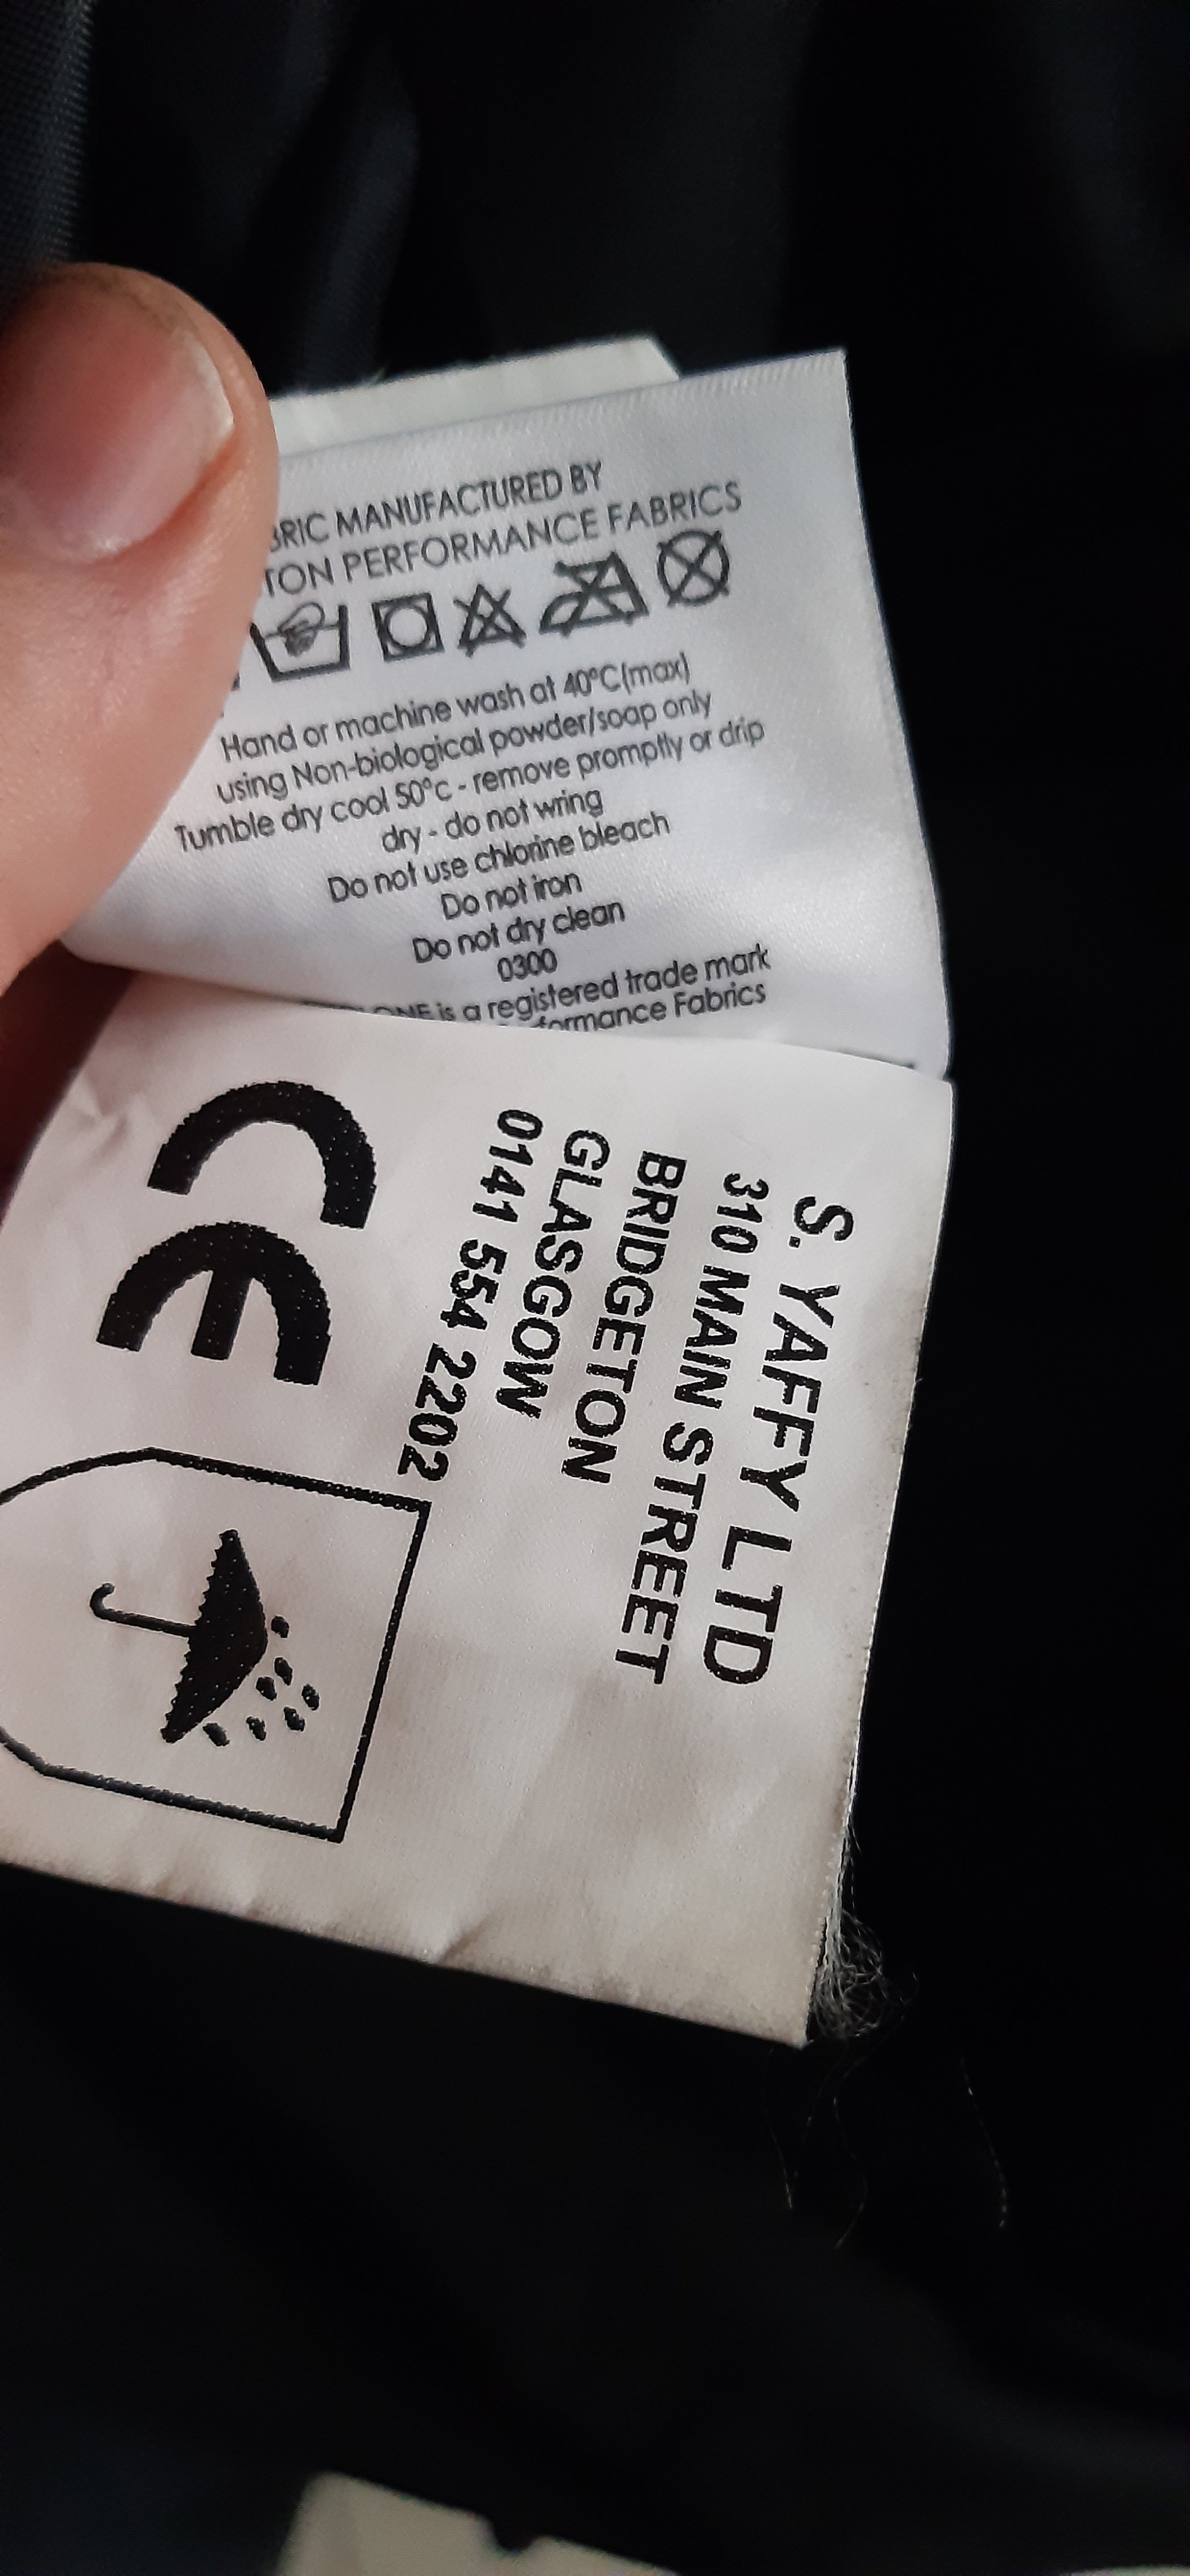 MANUFACTURED BY
PERFORMANCE FABRICS
Hand or machine wash at 40°C(max)
using Non-biological powder/soap only
Tumble dry cool 50°c - remove promptly or drip
dry - do not wring
Do not use chlorine bleach
Do not iron
Do not dry clean
0300
is a registered trade mark
Fabrics
S. YAFFY LTD
310 MAIN STREET
BRIDGETON
GLASGOW
0141 554 2202
CE